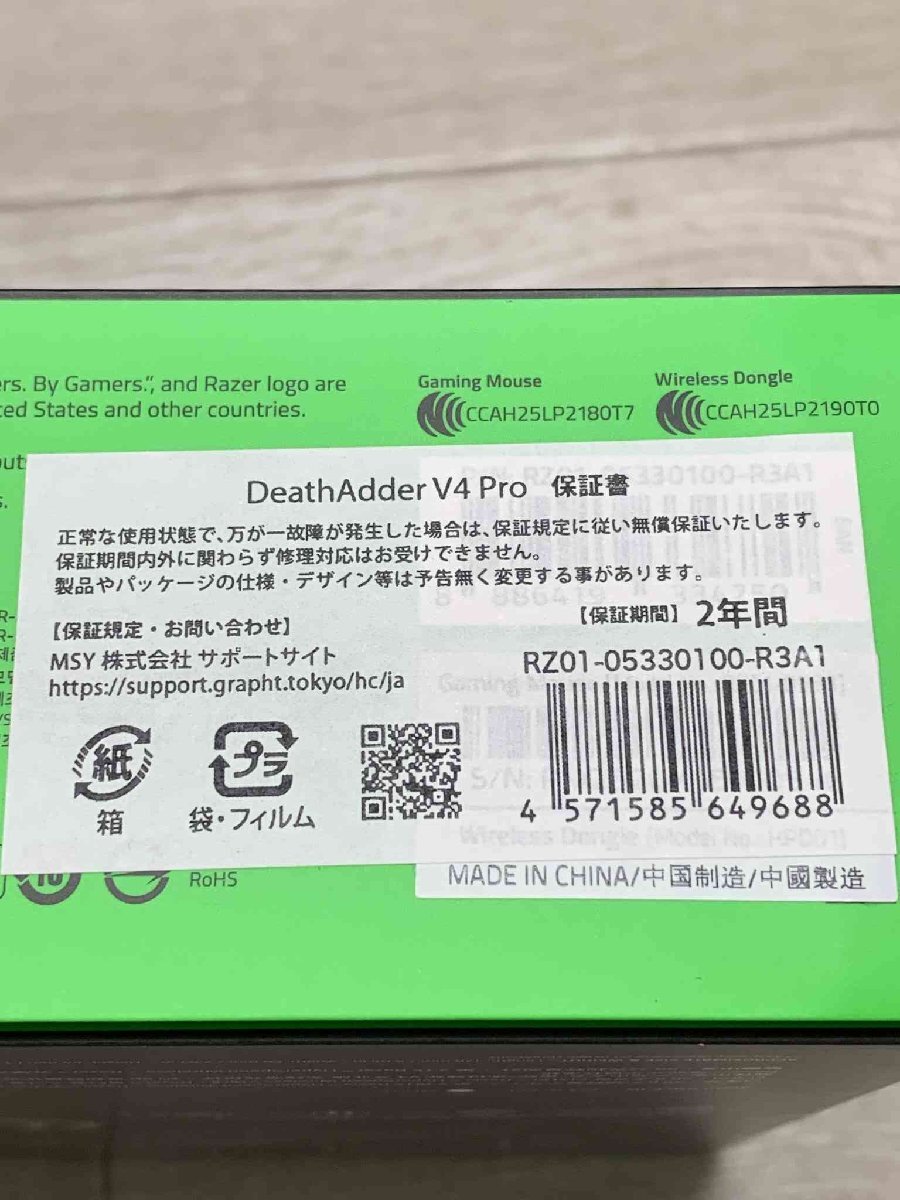 ers. By Gamers.", and Razer logo are
ted States and other countries.
Gaming Mouse
CCAH25LP2180T7
Wireless Dongle
CCAH25LP2190T0
out
s.
DeathAdder V4 Pro 保証書
正常な使用状態で、万が一故障が発生した場合は、保証規定に従い無償保証いたします。
保証期間内外に関わらず修理対応はお受けできません。
製品やパッケージの仕様・デザイン等は予告無く変更する事があります。
【保証期間】 2年間
【保証規定・お問い合わせ】
MSY 株式会社 サポートサイト
https://support.grapht.tokyo/hc/ja
RZ01-05330100-R3A1
4 571585 649688
紙
箱
プラ
袋・フィルム
P/N: RZ01-05330100-R3A1
S/N:
Wireless Dongle
10
RoHS
MADE IN CHINA/中国制造/中國製造